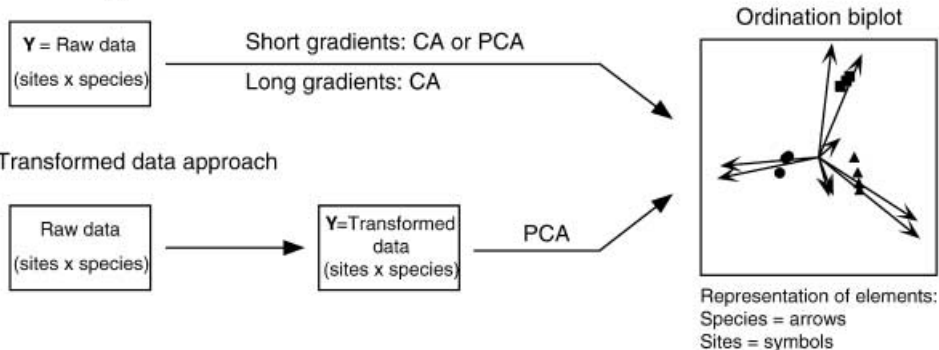 Y = Raw data
(sites x species)
Short gradients: CA or PCA
Long gradients: CA
Ordination biplot
Transformed data approach
Raw data
(sites x species)
Y=Transformed
data
(sites x species)
PCA
Representation of elements:
Species = arrows
Sites = symbols